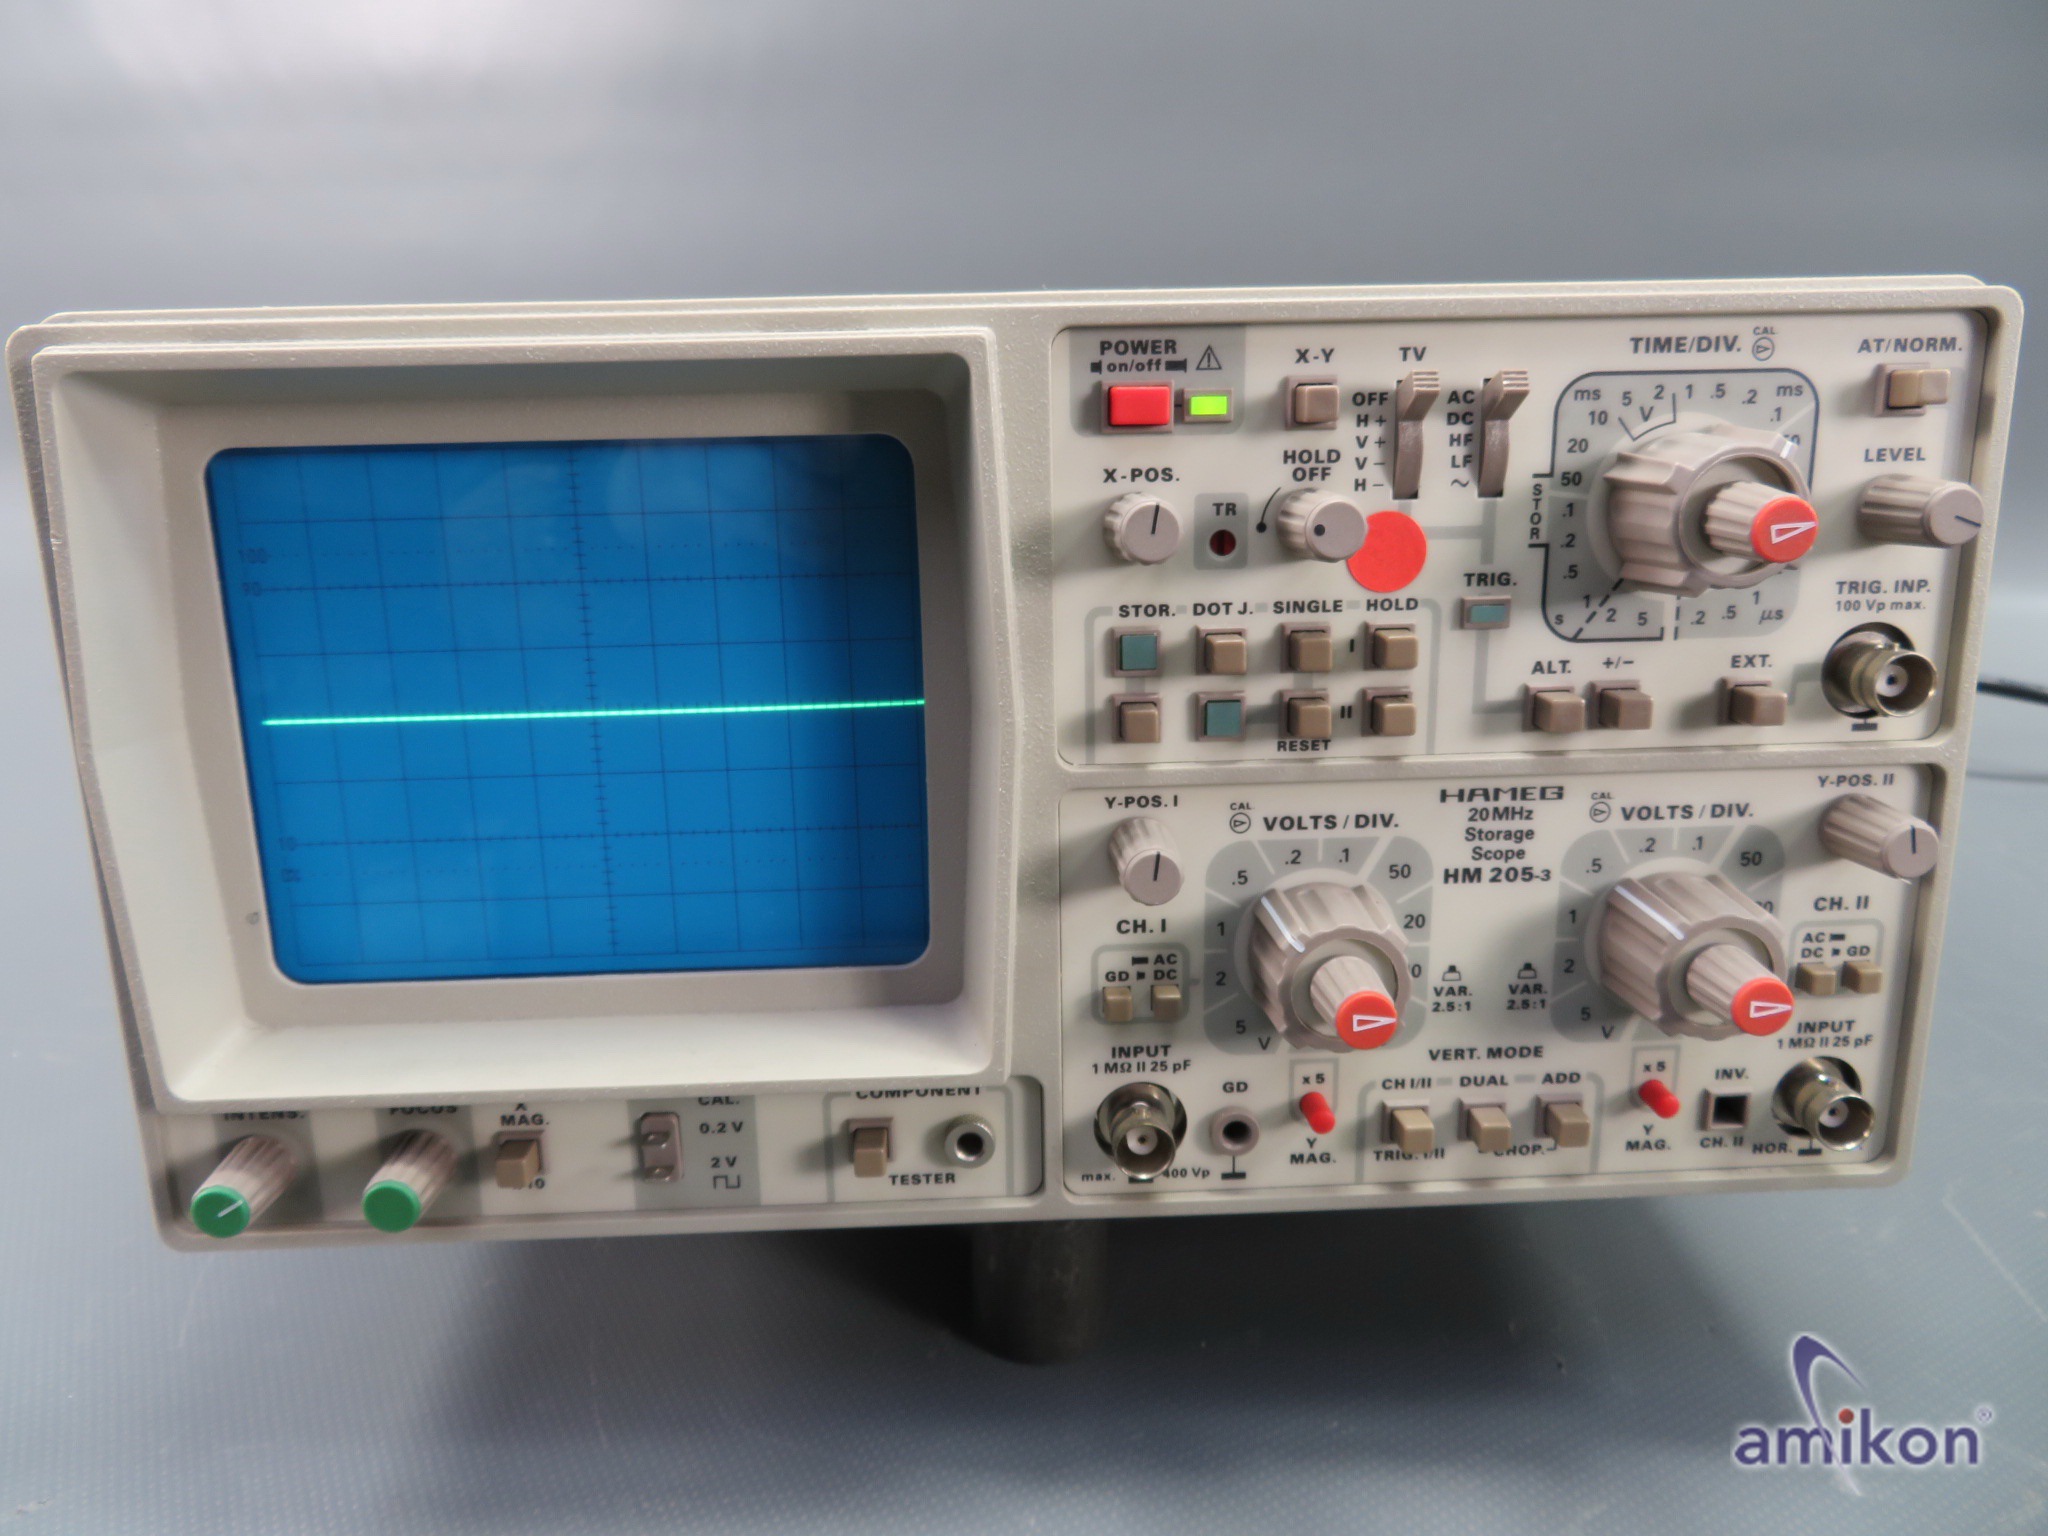 POWER
on/off
X-Y
TV
OFF
H +
V +
V -
H -
AC
DC
HF
LF
~
TIME/DIV.
CAL
ms
10
5
2
V
1
.5
.2
ms
.1
20
50
.1
.2
.5
1
s
2
5
.2
.5
1
µs
STOR
AT/NORM.
LEVEL
X-POS.
TR
HOLD
OFF
TRIG.
TRIG. INP.
100 Vp max.
STOR.
DOT J.
SINGLE
HOLD
I
II
RESET
ALT.
+/-
EXT.
100
90
10
Y-POS. I
CAL
VOLTS / DIV.
.5
.2
.1
50
20
1
2
5
V
HAMEG
20MHz
Storage
Scope
HM 205-3
CAL
VOLTS / DIV.
.5
.2
.1
50
1
2
5
V
Y-POS. II
CH. I
AC
GD DC
VAR.
2.5:1
VAR.
2.5:1
CH. II
AC
DC GD
INPUT
1 MΩ II 25 pF
max. 400 Vp
GD
x 5
Y
MAG.
VERT. MODE
CH I/II
DUAL
ADD
TRIG. I/II
CHOP.
x 5
Y
MAG.
INV.
CH. II
INPUT
1 MΩ II 25 pF
NOR.
INTENS.
FOCUS
X
MAG.
CAL.
0.2 V
2 V
COMPONENT
TESTER
amikon®